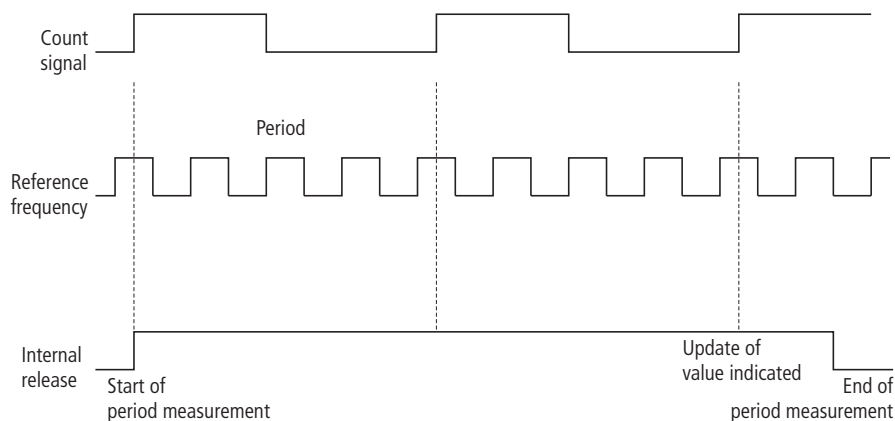 Count
signal
Period
Reference
frequency
Internal
release
Start of
period measurement
Update of
value indicated
End of
period measurement